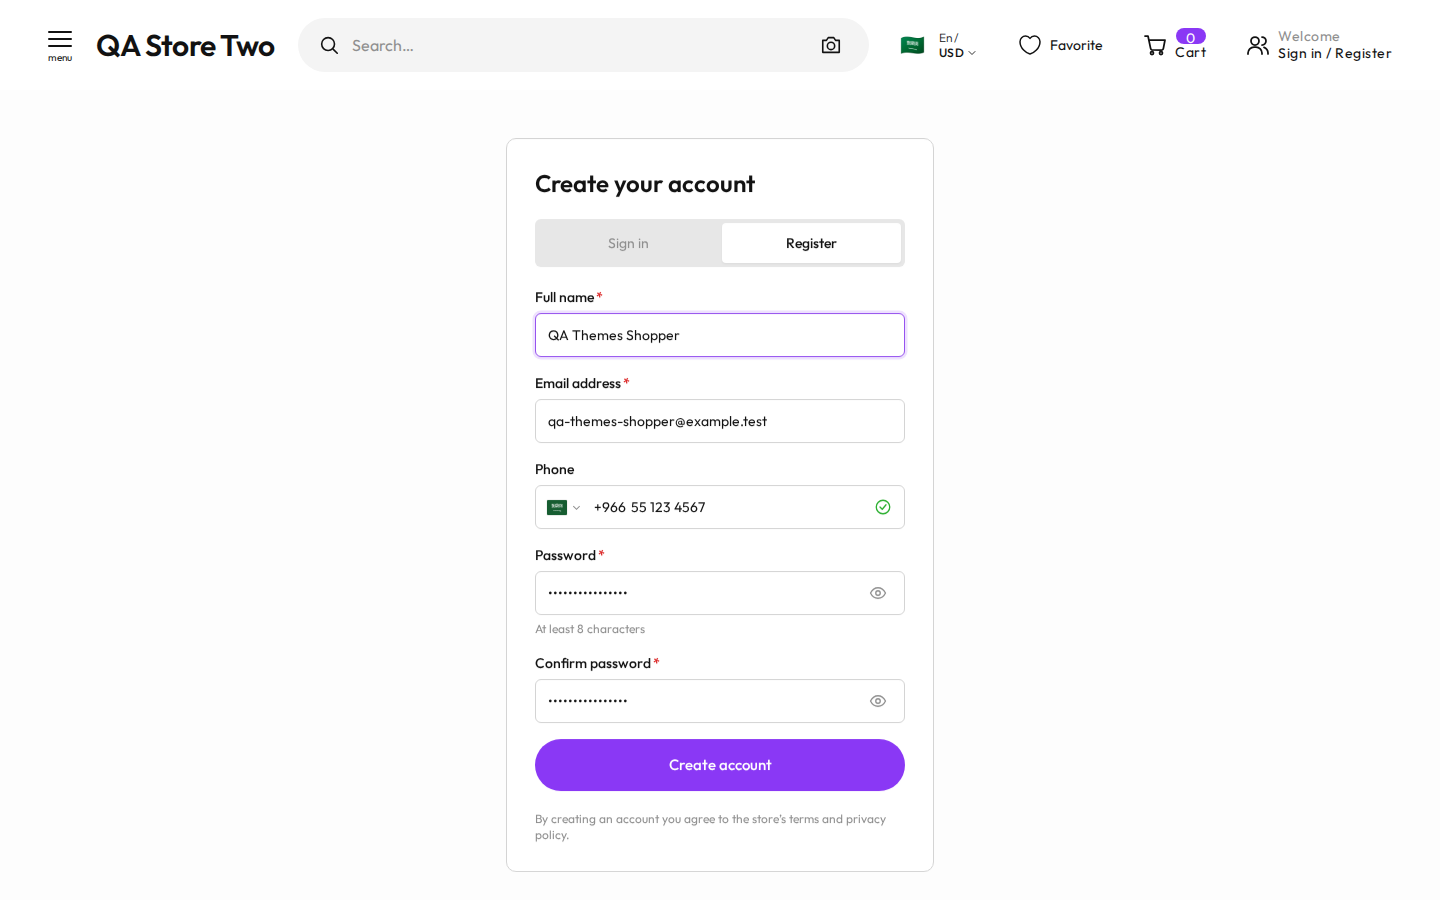 menu
QA Store Two
Search...
En/
USD
Favorite
0
Cart
Welcome
Sign in / Register
Create your account
Sign in
Register
Full name *
QA Themes Shopper
Email address *
qa-themes-shopper@example.test
Phone
+966 55 123 4567
Password *
••••••••••••••••
At least 8 characters
Confirm password *
••••••••••••••••
Create account
By creating an account you agree to the store's terms and privacy
policy.